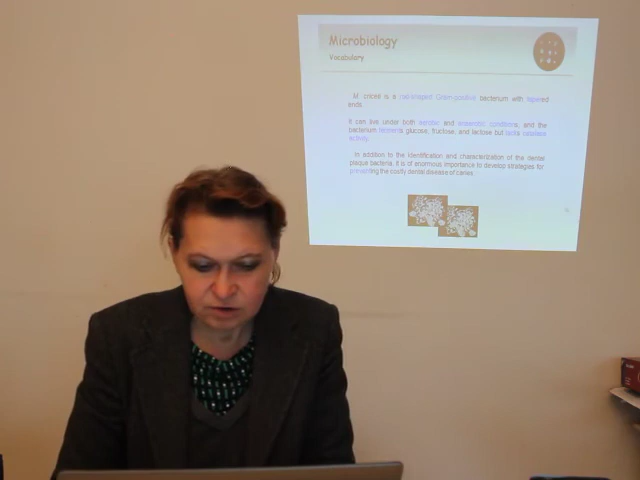 Microbiology
Vocabulary
M. crickeii is a rod-shaped Gram-positive bacterium with tapered
ends.
It can live under both aerobic and anaerobic conditions, and the
bacterium ferments glucose, fructose, and lactose but lacks catalase
activity.
In addition to the identification and characterization of the dental
plaque bacteria, it is of enormous importance to develop strategies for
preventing the costly dental disease of caries.